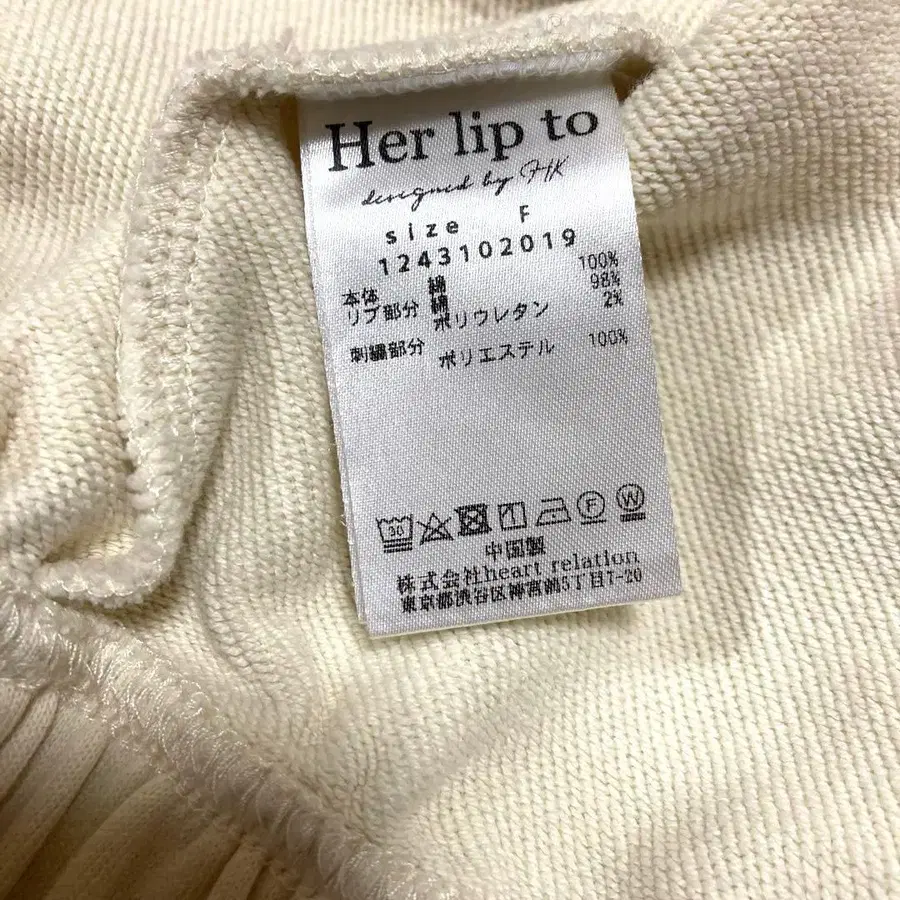 Her lip to
designed by HK
size F
1243102019
本体 綿 100%
リブ部分 綿 98%
ポリウレタン 2%
刺繍部分 ポリエステル 100%
30 F W
中国製
株式会社heart relation
東京都渋谷区神宮前5丁目7-20